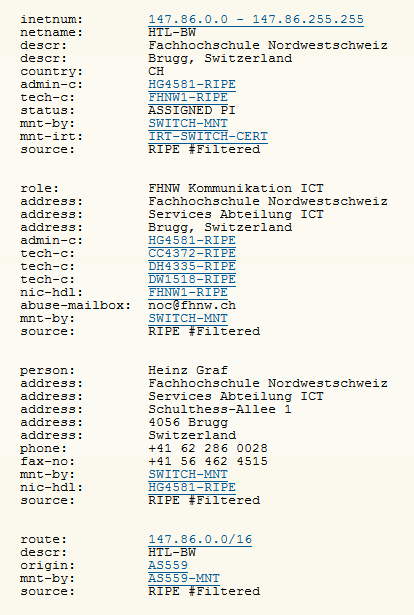 inetnum: 147.86.0.0 - 147.86.255.255
netname: HTL-BW
descr: Fachhochschule Nordwestschweiz
descr: Brugg, Switzerland
country: CH
admin-c: HG4581-RIPE
tech-c: FHNW1-RIPE
status: ASSIGNED PI
mnt-by: SWITCH-MNT
mnt-irt: IRT-SWITCH-CERT
source: RIPE #Filtered
role: FHNW Kommunikation ICT
address: Fachhochschule Nordwestschweiz
address: Services Abteilung ICT
address: Brugg, Switzerland
admin-c: HG4581-RIPE
tech-c: CC4372-RIPE
tech-c: DH4335-RIPE
tech-c: DW1518-RIPE
nic-hdl: FHNW1-RIPE
abuse-mailbox: noc@fhnw.ch
mnt-by: SWITCH-MNT
source: RIPE #Filtered
person: Heinz Graf
address: Fachhochschule Nordwestschweiz
address: Services Abteilung ICT
address: Schulthess-Allee 1
address: 4056 Brugg
address: Switzerland
phone: +41 62 286 0028
fax-no: +41 56 462 4515
mnt-by: SWITCH-MNT
nic-hdl: HG4581-RIPE
source: RIPE #Filtered
route: 147.86.0.0/16
descr: HTL-BW
origin: AS559
mnt-by: AS559-MNT
source: RIPE #Filtered